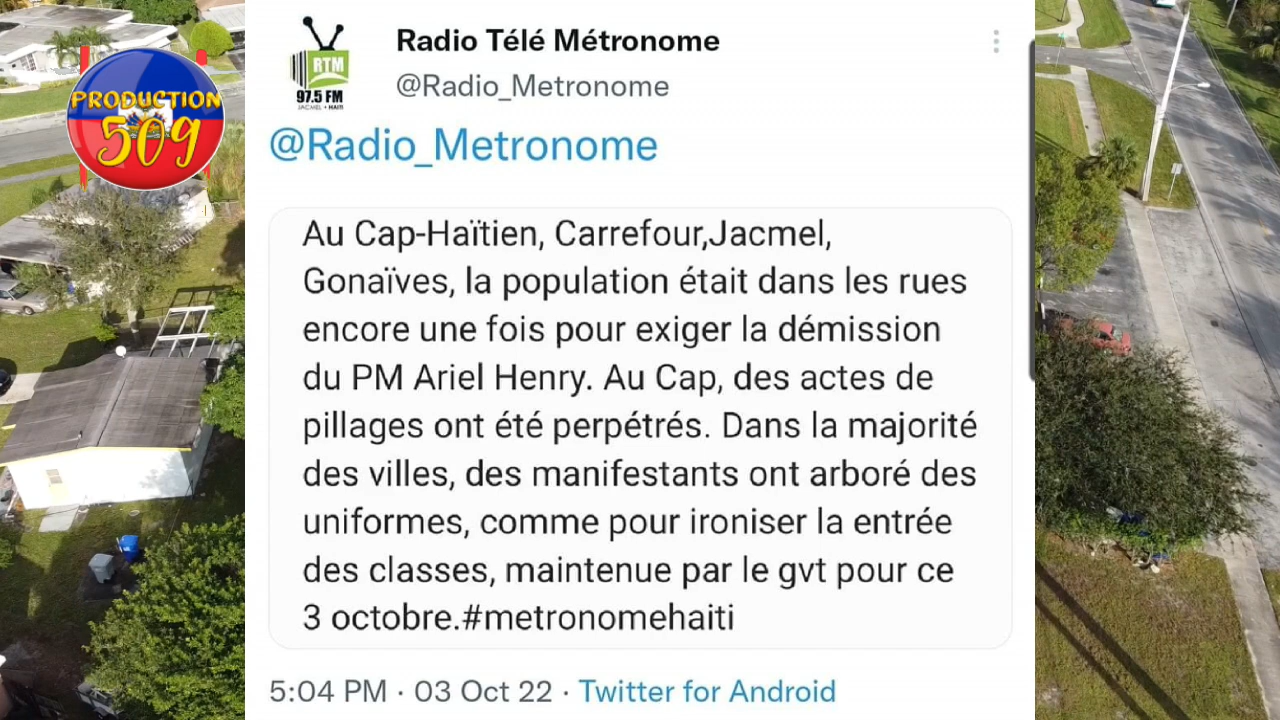 PRODUCTION
509
RTM
97.5 FM
JACMEL • HAITI
Radio Télé Métronome
@Radio_Metronome
@Radio_Metronome
Au Cap-Haïtien, Carrefour,Jacmel,
Gonaïves, la population était dans les rues
encore une fois pour exiger la démission
du PM Ariel Henry. Au Cap, des actes de
pillages ont été perpétrés. Dans la majorité
des villes, des manifestants ont arboré des
uniformes, comme pour ironiser la entrée
des classes, maintenue par le gvt pour ce
3 octobre.#metronomehaiti
5:04 PM · 03 Oct 22 · Twitter for Android